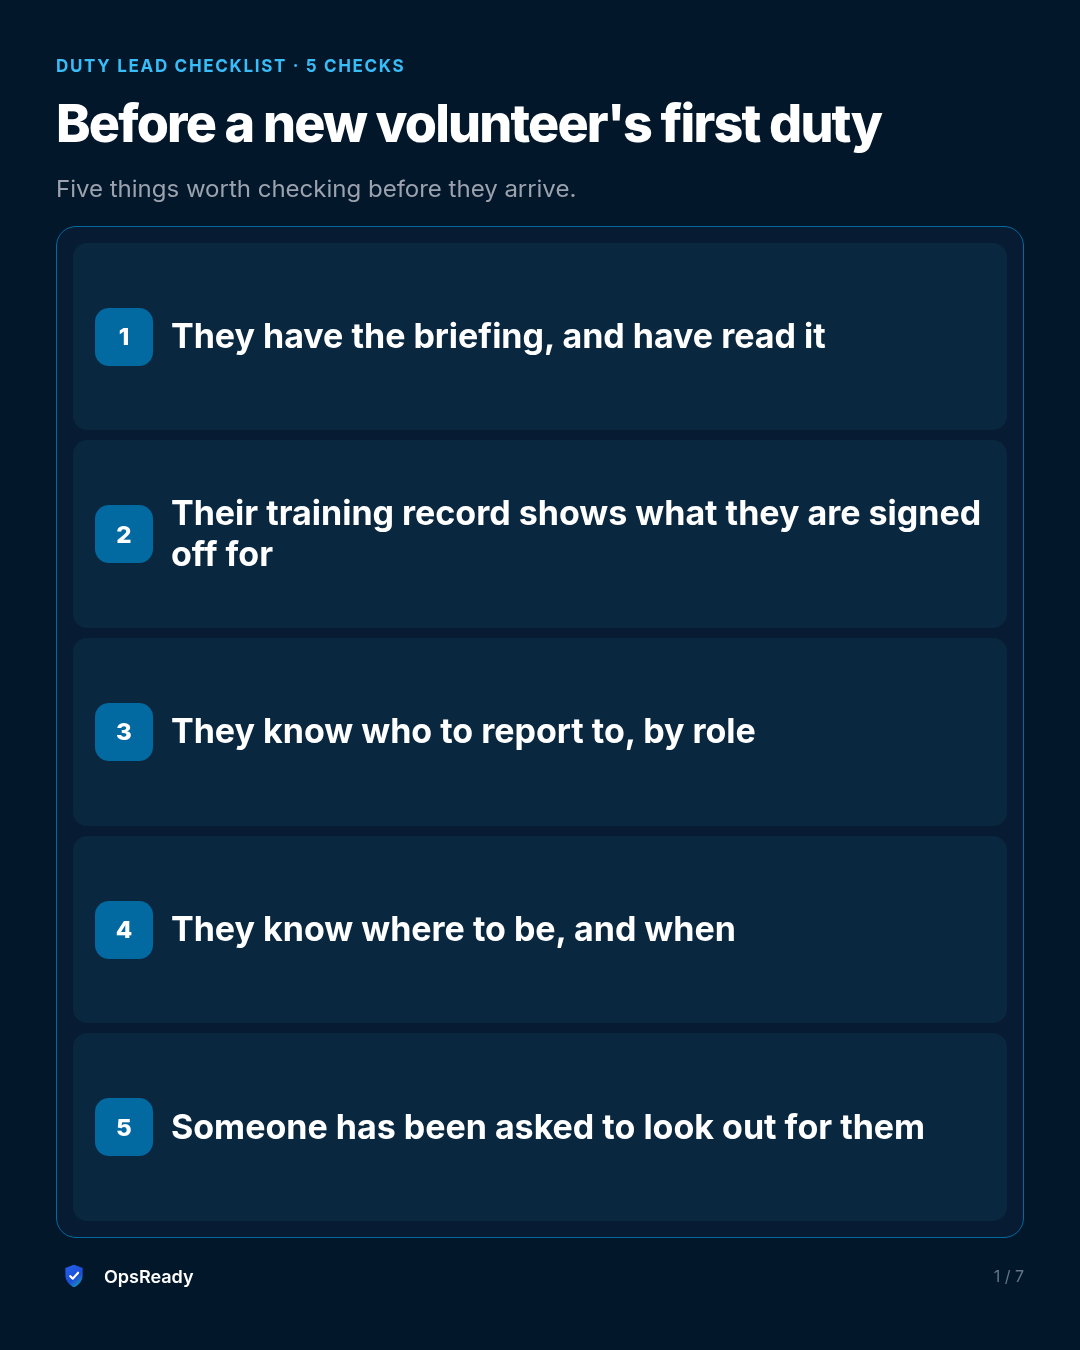 DUTY LEAD CHECKLIST · 5 CHECKS
Before a new volunteer's first duty
Five things worth checking before they arrive.
1 They have the briefing, and have read it
2 Their training record shows what they are signed
off for
3 They know who to report to, by role
4 They know where to be, and when
5 Someone has been asked to look out for them
OpsReady
1 / 7